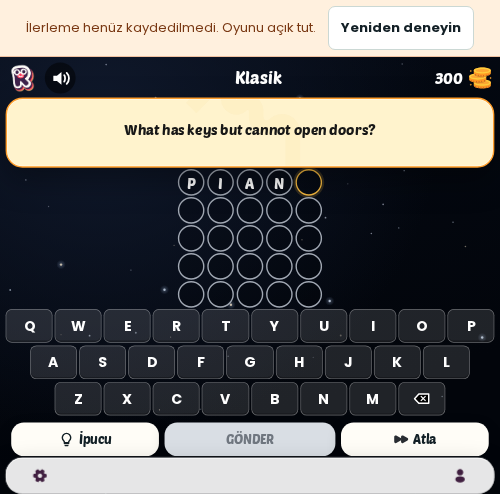 İlerleme henüz kaydedilmedi. Oyunu açık tut.
Yeniden deneyin
Klasik
300
What has keys but cannot open doors?
P I A N
Q W E R T Y U I O P
A S D F G H J K L
Z X C V B N M
İpucu
GÖNDER
Atla